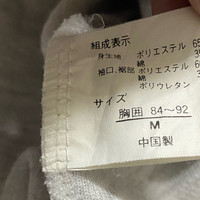 組成表示
身生地 ポリエステル 65
綿
袖口、裾部 ポリエステル 60
綿
ポリウレタン
サイズ
胸囲 84～92
M
中国製